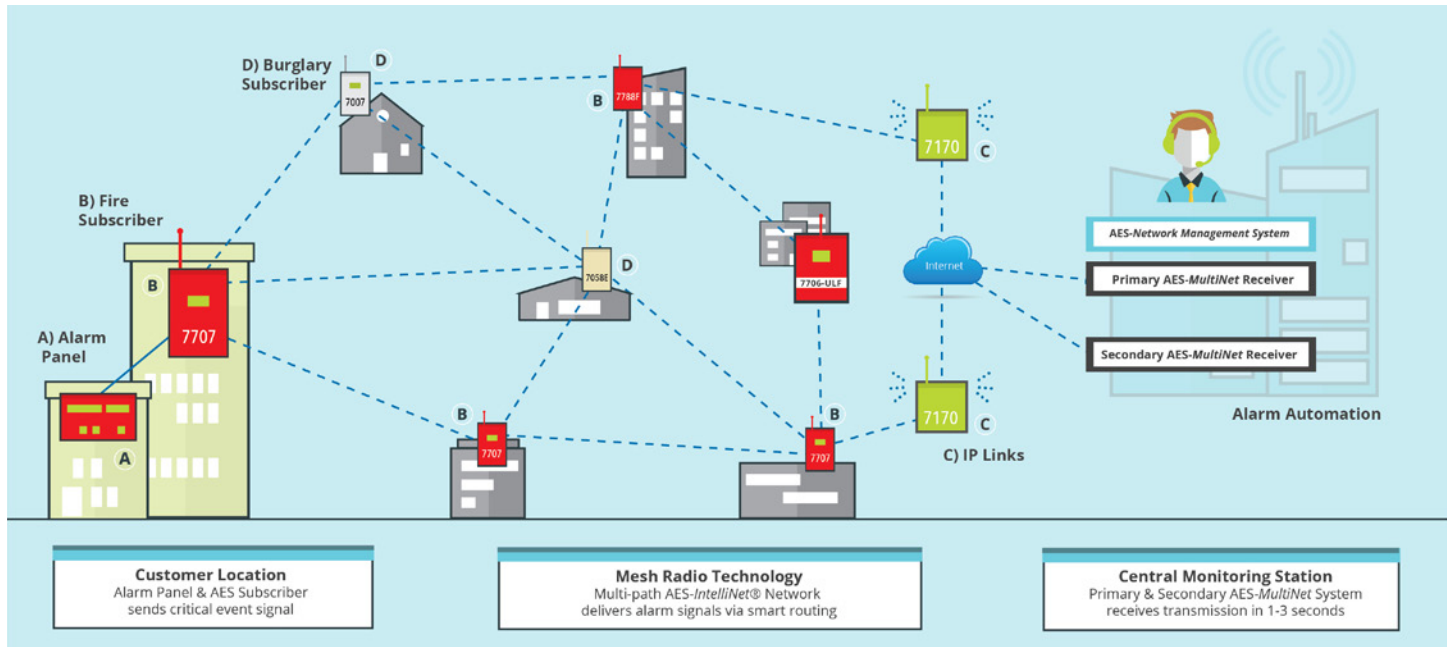 D) Burglary
Subscriber
D
7007
B
7788F
7170
C
B) Fire
Subscriber
B
7707
A) Alarm
Panel
A
7058E
D
7706-ULF
Internet
AES-Network Management System
Primary AES-MultiNet Receiver
Secondary AES-MultiNet Receiver
Alarm Automation
B
7707
B
7707
7170
C
C) IP Links
Customer Location
Alarm Panel & AES Subscriber
sends critical event signal
Mesh Radio Technology
Multi-path AES-IntelliNet® Network
delivers alarm signals via smart routing
Central Monitoring Station
Primary & Secondary AES-MultiNet System
receives transmission in 1-3 seconds